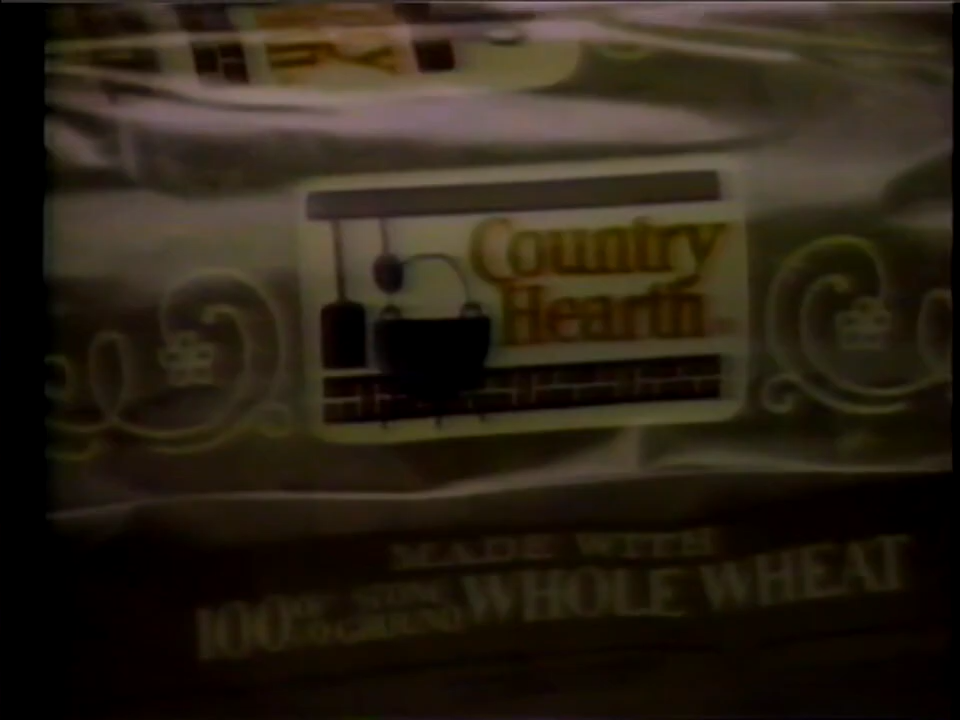 Country
Hearth
MADE WITH
100% STONE
GROUND WHOLE WHEAT